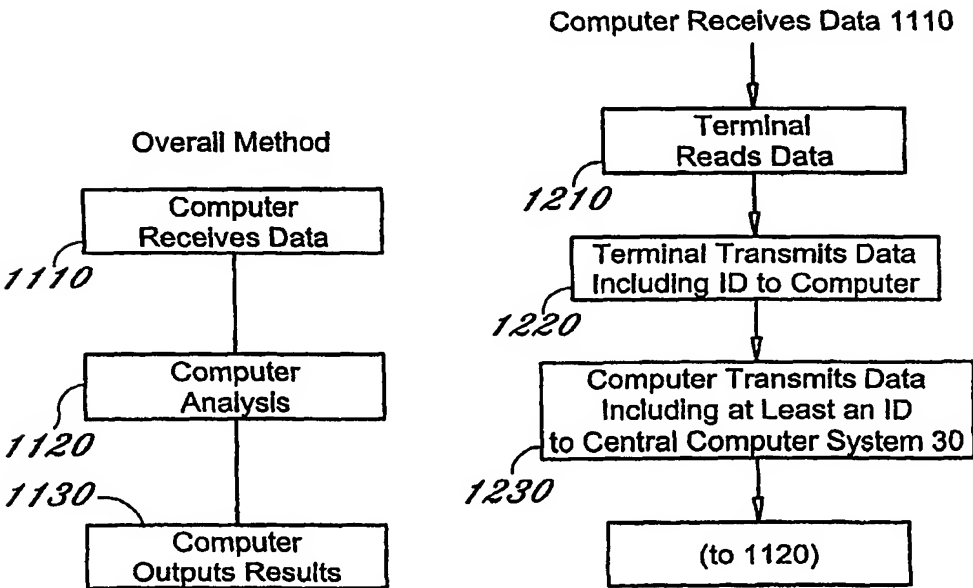 Overall Method
Computer
Receives Data
1110
Computer
Analysis
1120
1130
Computer
Outputs Results
Computer Receives Data 1110
Terminal
Reads Data
1210
Terminal Transmits Data
Including ID to Computer
1220
Computer Transmits Data
Including at Least an ID
to Central Computer System 30
1230
(to 1120)